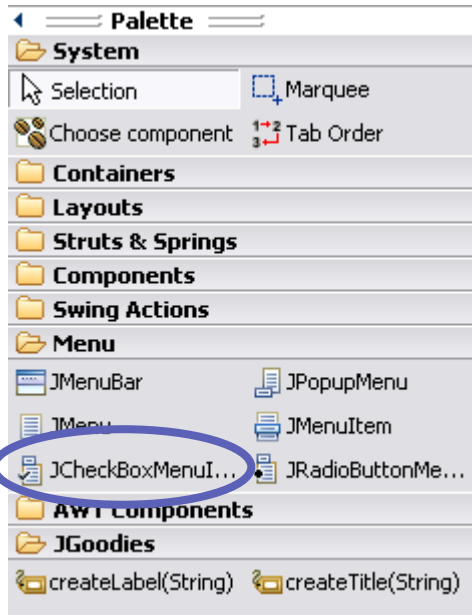 Palette
System
Selection Marquee
Choose component Tab Order
Containers
Layouts
Struts & Springs
Components
Swing Actions
Menu
JMenuBar JPopupMenu
JMenu JMenuItem
JCheckBoxMenuI... JRadioButtonMe...
AWT Components
JGoodies
createLabel(String) createTitle(String)